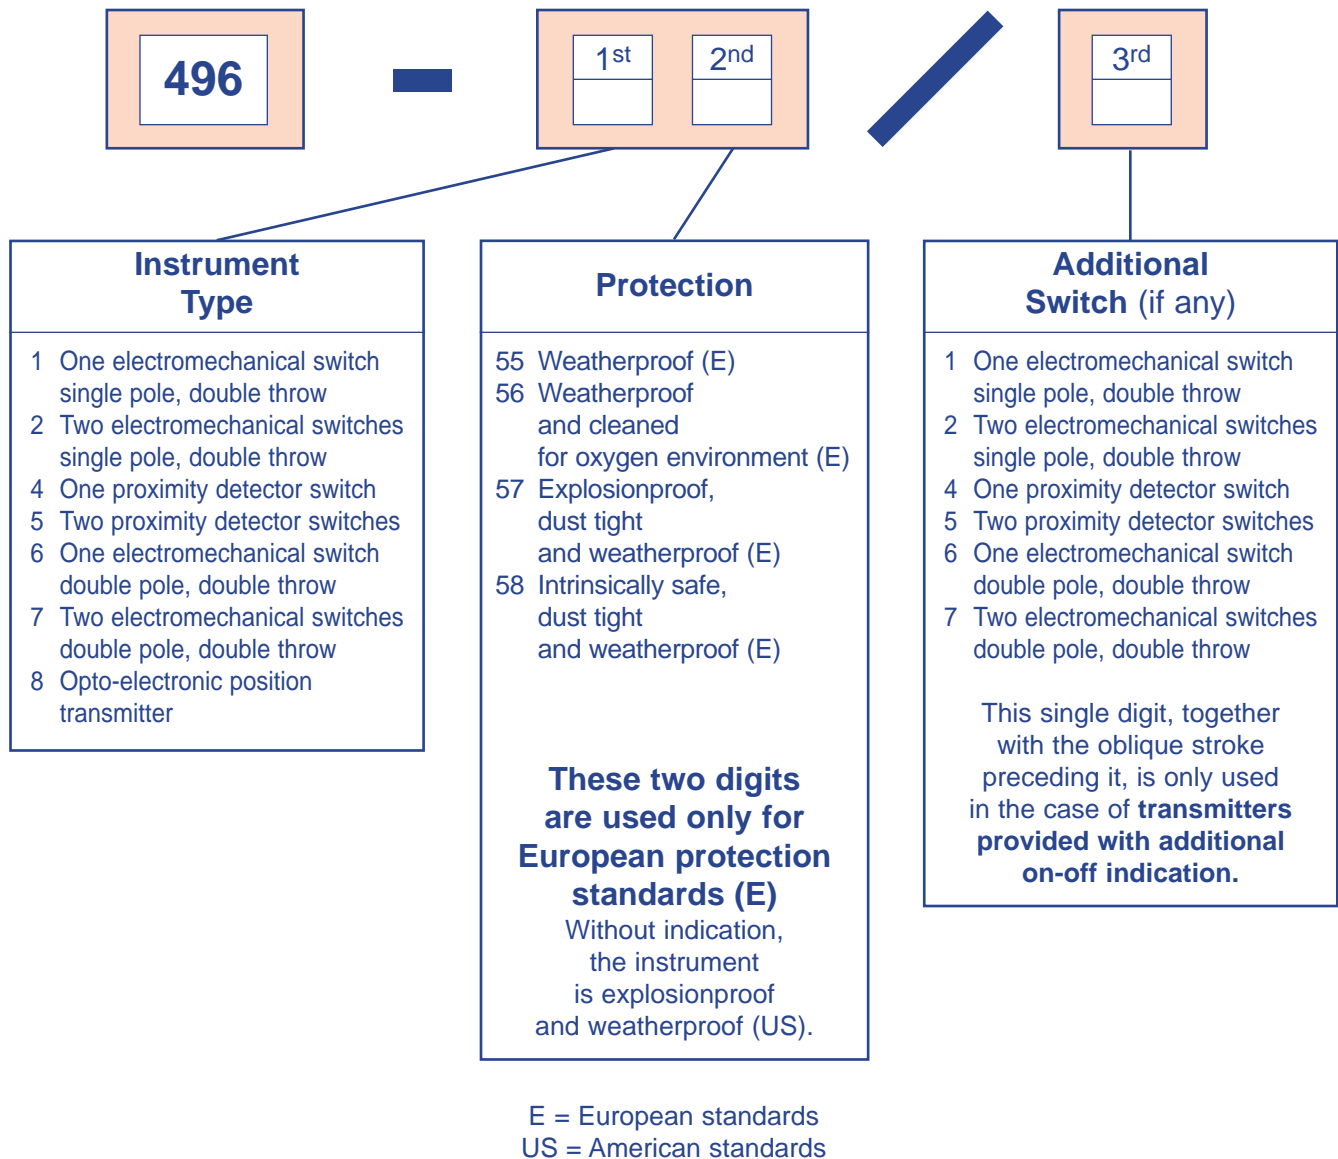 496
1st
2nd
3rd
Instrument
Type
1 One electromechanical switch
single pole, double throw
2 Two electromechanical switches
single pole, double throw
4 One proximity detector switch
5 Two proximity detector switches
6 One electromechanical switch
double pole, double throw
7 Two electromechanical switches
double pole, double throw
8 Opto-electronic position
transmitter
Protection
55 Weatherproof (E)
56 Weatherproof
and cleaned
for oxygen environment (E)
57 Explosionproof,
dust tight
and weatherproof (E)
58 Intrinsically safe,
dust tight
and weatherproof (E)
These two digits
are used only for
European protection
standards (E)
Without indication,
the instrument
is explosionproof
and weatherproof (US).
Additional
Switch (if any)
1 One electromechanical switch
single pole, double throw
2 Two electromechanical switches
single pole, double throw
4 One proximity detector switch
5 Two proximity detector switches
6 One electromechanical switch
double pole, double throw
7 Two electromechanical switches
double pole, double throw
This single digit, together
with the oblique stroke
preceding it, is only used
in the case of transmitters
provided with additional
on-off indication.
E = European standards
US = American standards